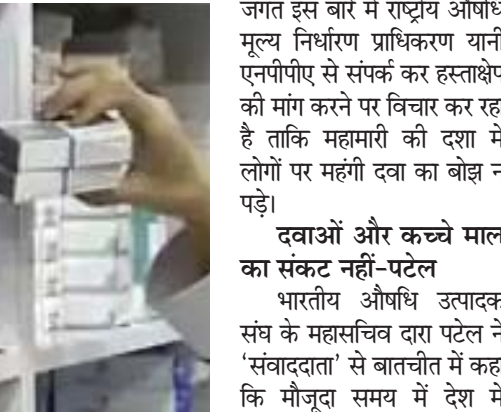 जगत इस बारे में राष्ट्रीय औषधि
मूल्य निर्धारण प्राधिकरण यानी
एनपीपीए से संपर्क कर हस्ताक्षेप
की मांग करने पर विचार कर रह
है ताकि महामारी की दशा मे
लोगों पर महंगी दवा का बोझ न
पड़े।
दवाओं और कच्चे माल
का संकट नहीं-पटेल
भारतीय औषधि उत्पादक
संघ के महासचिव दारा पटेल ने
‘संवाददाता’ से बातचीत में कह
कि मौजूदा समय में देश मे